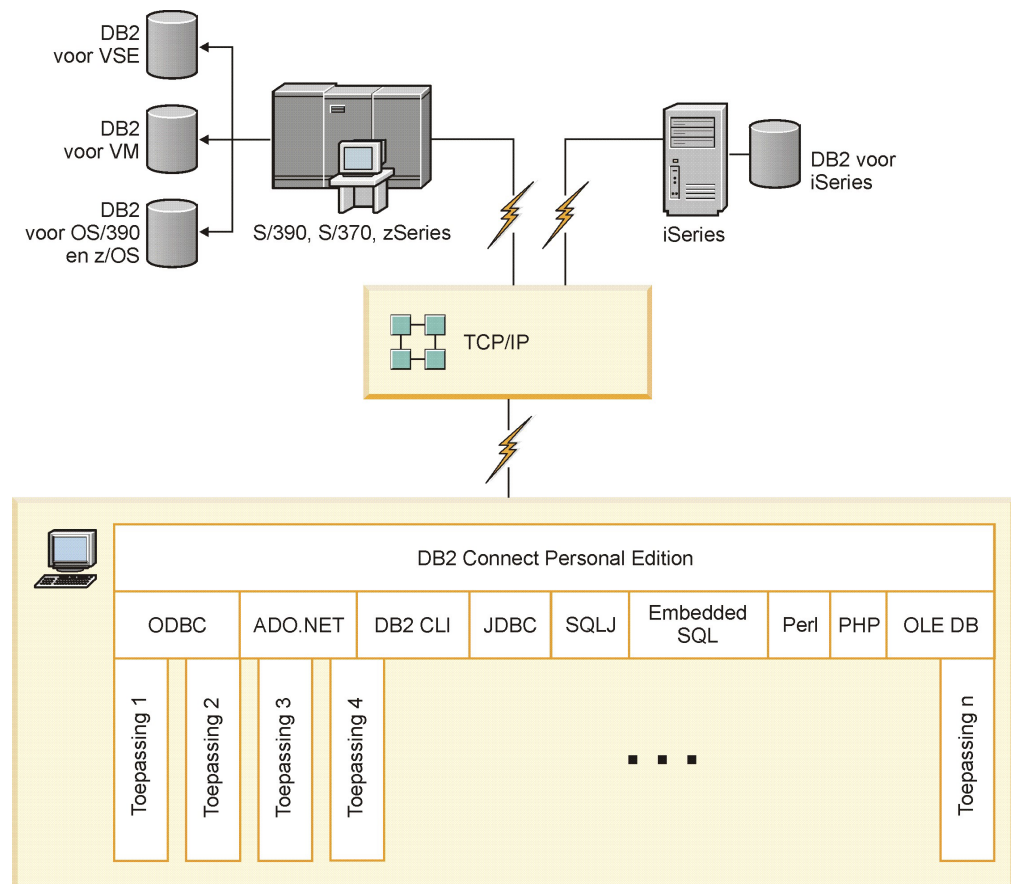 DB2
voor VSE
DB2
voor VM
DB2
voor OS/390
en z/OS
S/390, S/370, zSeries
iSeries
DB2 voor
iSeries
TCP/IP
DB2 Connect Personal Edition
ODBC
ADO.NET
DB2 CLI
JDBC
SQLJ
Embedded
SQL
Perl
PHP
OLE DB
Toepassing 1
Toepassing 2
Toepassing 3
Toepassing 4
Toepassing n